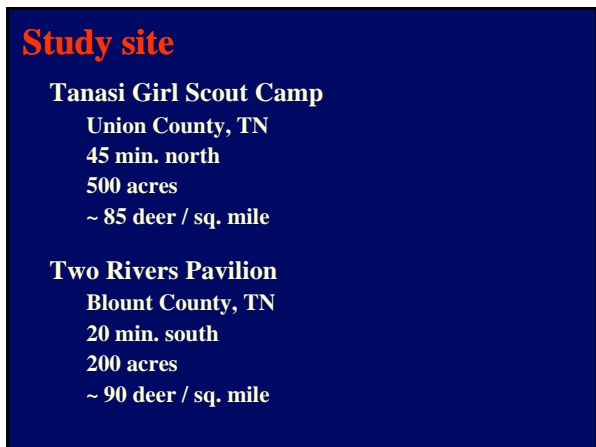 Study site
Tanasi Girl Scout Camp
Union County, TN
45 min. north
500 acres
~ 85 deer / sq. mile
Two Rivers Pavilion
Blount County, TN
20 min. south
200 acres
~ 90 deer / sq. mile